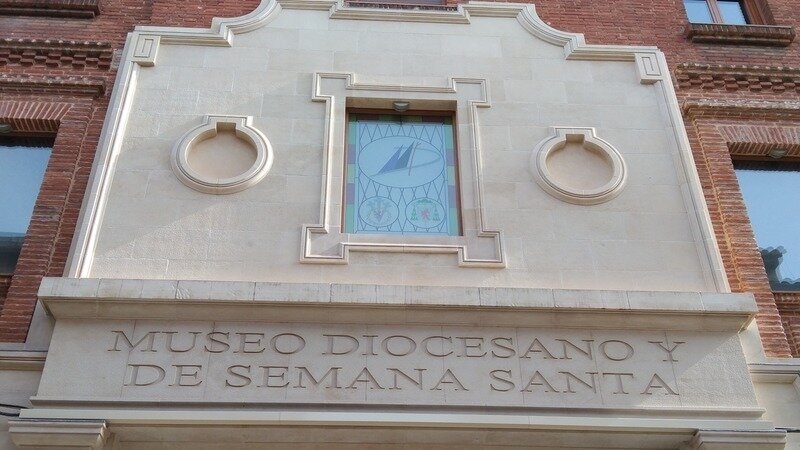 MUSEO DIOCESANO Y
DE SEMANA SANTA